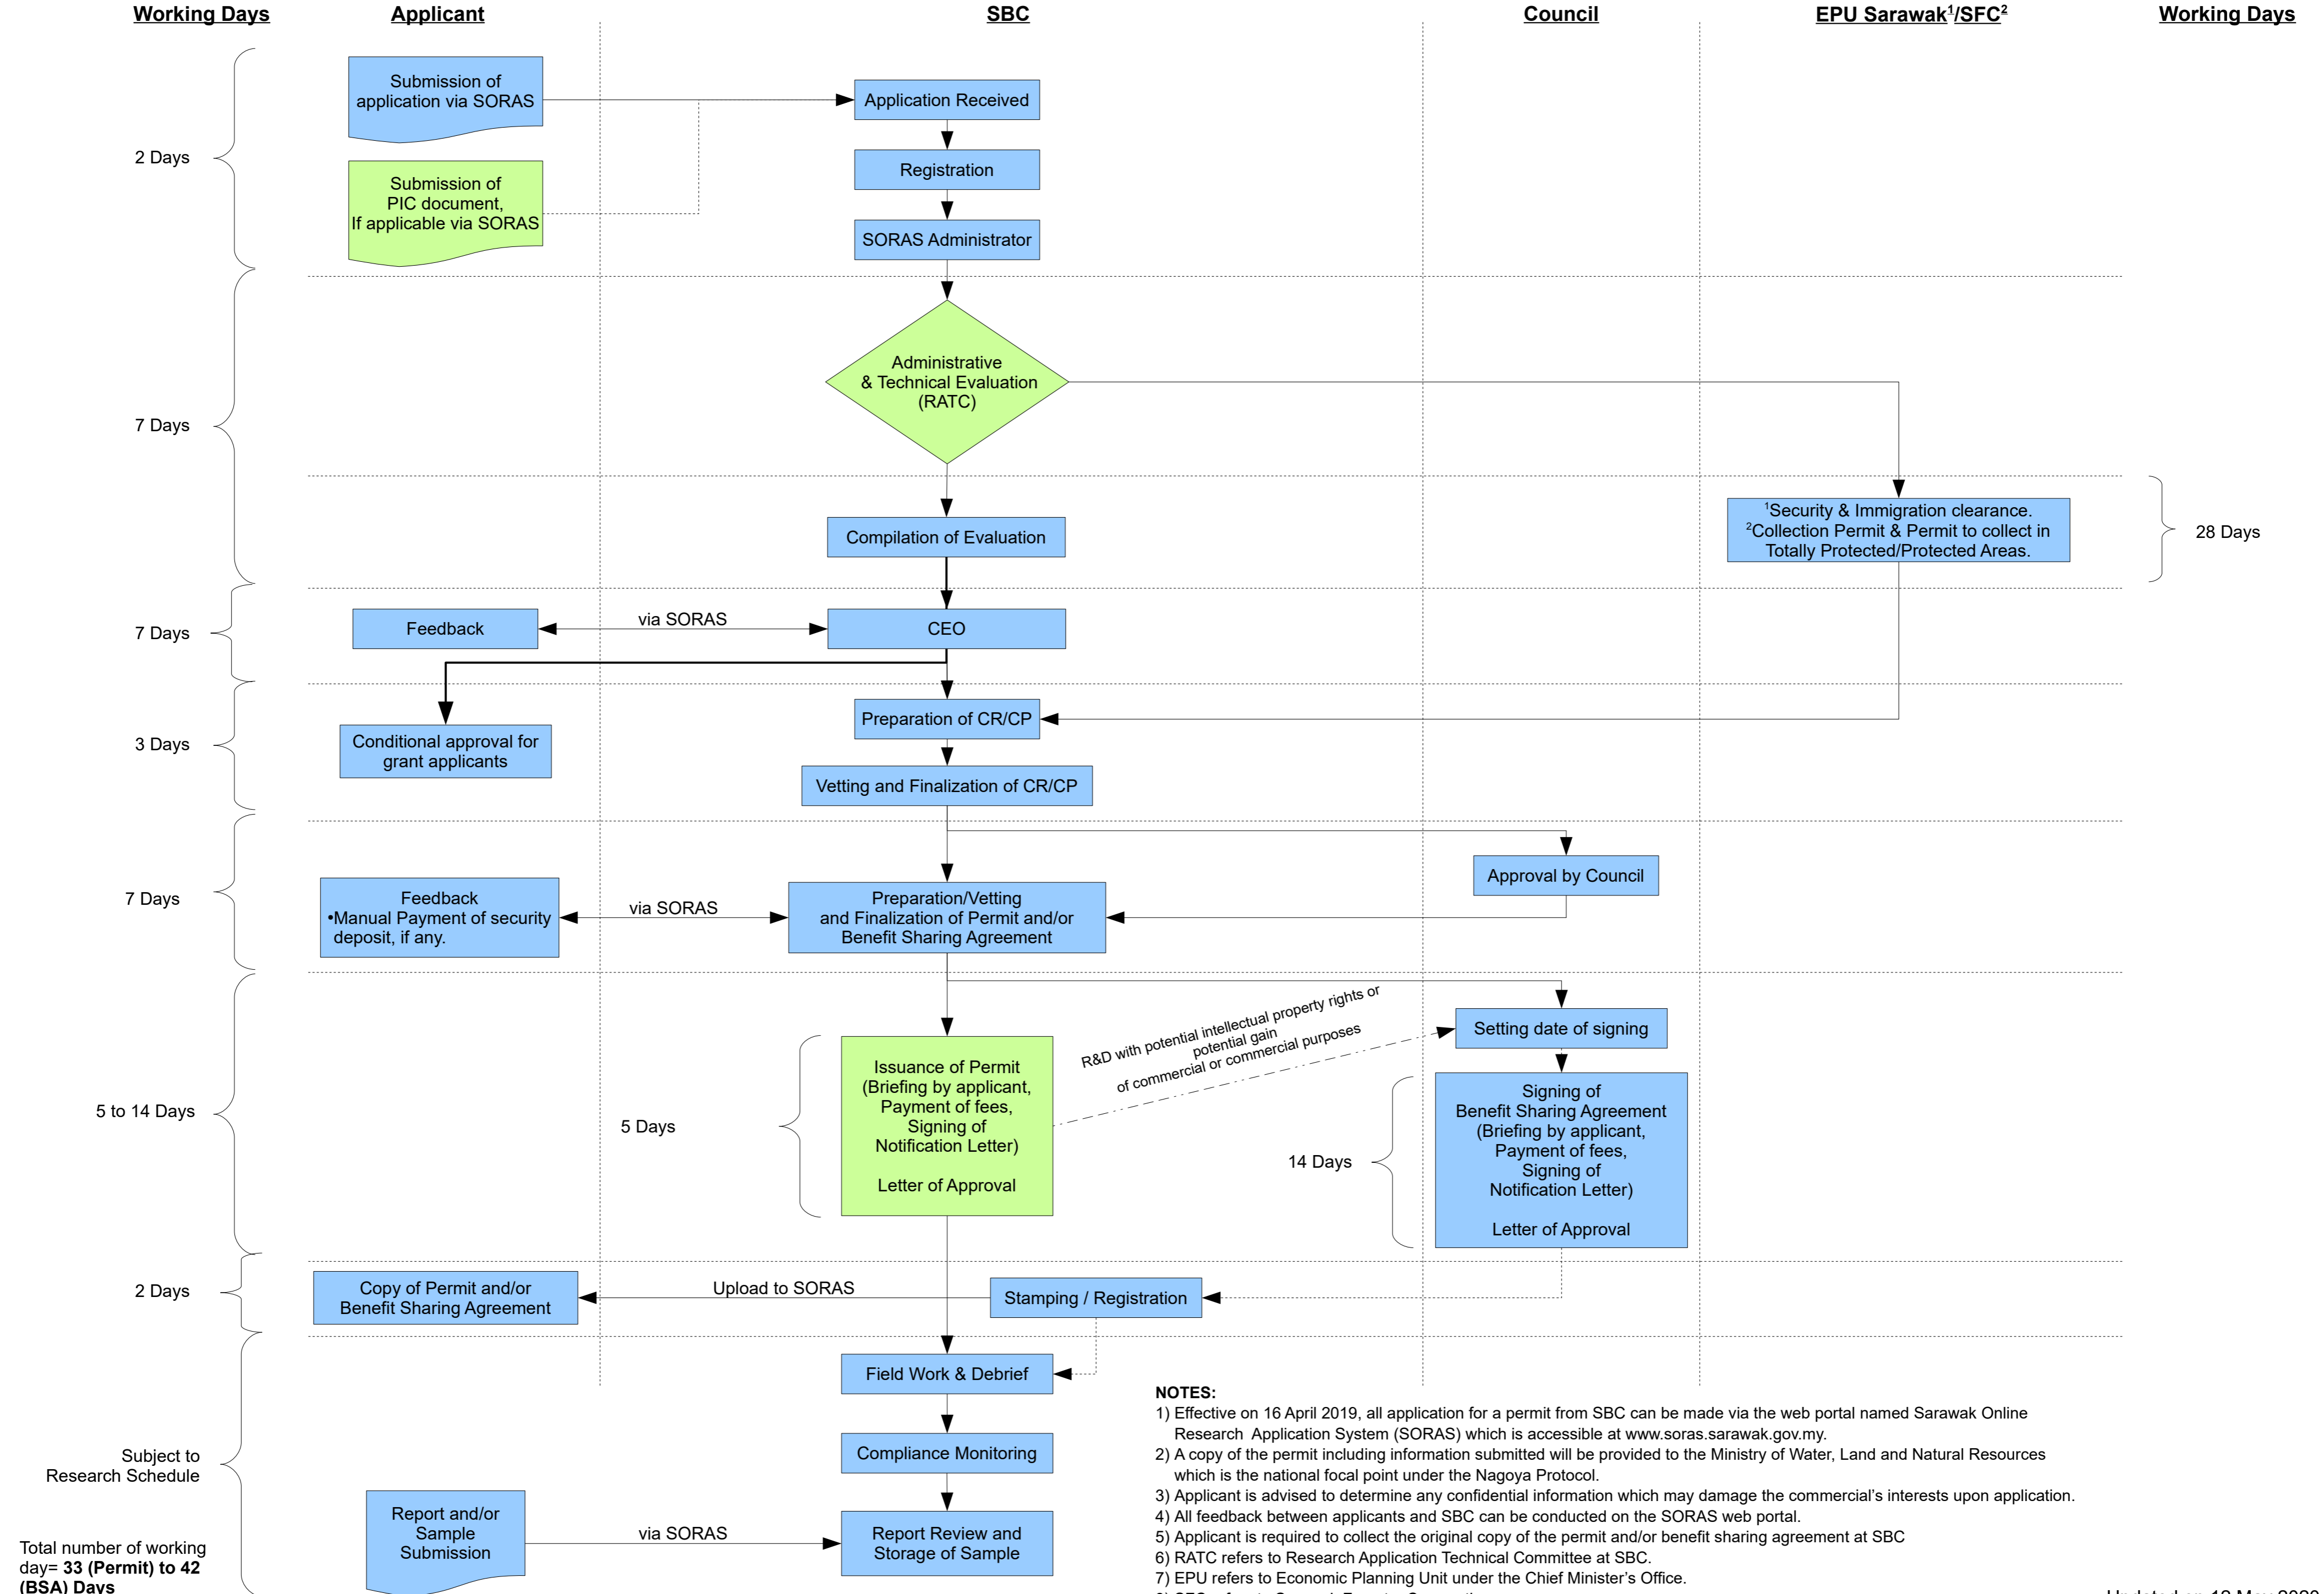 Working Days
Applicant
SBC
Council
EPU Sarawak¹/SFC²
Working Days
Submission of
application via SORAS
Application Received
2 Days
Registration
Submission of
PIC document,
If applicable via SORAS
SORAS Administrator
Administrative
& Technical Evaluation
(RATC)
7 Days
¹Security & Immigration clearance.
²Collection Permit & Permit to collect in
Totally Protected/Protected Areas.
28 Days
Compilation of Evaluation
7 Days
Feedback
via SORAS
CEO
3 Days
Conditional approval for
grant applicants
Preparation of CR/CP
Vetting and Finalization of CR/CP
7 Days
Feedback
•Manual Payment of security
deposit, if any.
via SORAS
Preparation/Vetting
and Finalization of Permit and/or
Benefit Sharing Agreement
Approval by Council
5 to 14 Days
5 Days
Issuance of Permit
(Briefing by applicant,
Payment of fees,
Signing of
Notification Letter)
Letter of Approval
R&D with potential intellectual property rights or
potential gain
of commercial or commercial purposes
Setting date of signing
14 Days
Signing of
Benefit Sharing Agreement
(Briefing by applicant,
Payment of fees,
Signing of
Notification Letter)
Letter of Approval
2 Days
Copy of Permit and/or
Benefit Sharing Agreement
Upload to SORAS
Stamping / Registration
Field Work & Debrief
Compliance Monitoring
Subject to
Research Schedule
Report and/or
Sample
Submission
via SORAS
Report Review and
Storage of Sample
Total number of working
day= 33 (Permit) to 42
(BSA) Days
NOTES:
1) Effective on 16 April 2019, all application for a permit from SBC can be made via the web portal named Sarawak Online
Research Application System (SORAS) which is accessible at www.soras.sarawak.gov.my.
2) A copy of the permit including information submitted will be provided to the Ministry of Water, Land and Natural Resources
which is the national focal point under the Nagoya Protocol.
3) Applicant is advised to determine any confidential information which may damage the commercial's interests upon application.
4) All feedback between applicants and SBC can be conducted on the SORAS web portal.
5) Applicant is required to collect the original copy of the permit and/or benefit sharing agreement at SBC
6) RATC refers to Research Application Technical Committee at SBC.
7) EPU refers to Economic Planning Unit under the Chief Minister's Office.